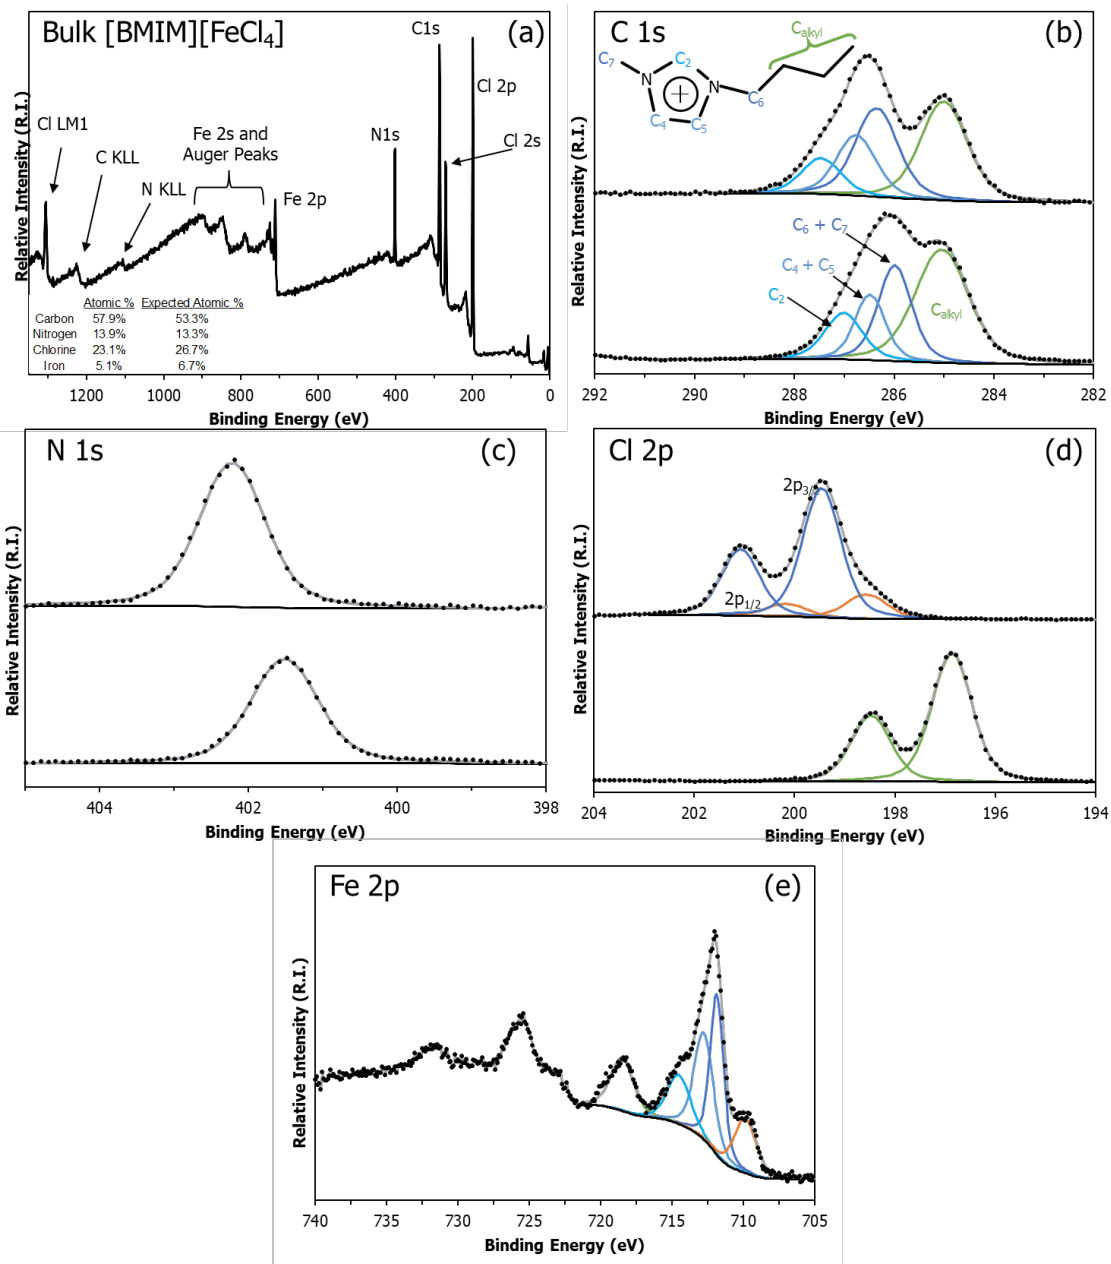 Bulk [BMIM][FeCl4] (a)
C1s
Cl 2p
Cl LM1
Fe 2s and
Auger Peaks
N1s
Cl 2s
C KLL
N KLL
Fe 2p
Relative Intensity (R.I.)
Atomic % Expected Atomic %
Carbon 57.9% 53.3%
Nitrogen 13.9% 13.3%
Chlorine 23.1% 26.7%
Iron 5.1% 6.7%
1200 1000 800 600 400 200 0
Binding Energy (eV)
C 1s (b)
Calkyl
C7 C2
N N
+
C6
C4 C5
C6 + C7
C4 + C5
C2
Calkyl
Relative Intensity (R.I.)
292 290 288 286 284 282
Binding Energy (eV)
N 1s (c)
Relative Intensity (R.I.)
404 402 400 398
Binding Energy (eV)
Cl 2p (d)
2p3/2
2p1/2
Relative Intensity (R.I.)
204 202 200 198 196 194
Binding Energy (eV)
Fe 2p (e)
Relative Intensity (R.I.)
740 735 730 725 720 715 710 705
Binding Energy (eV)